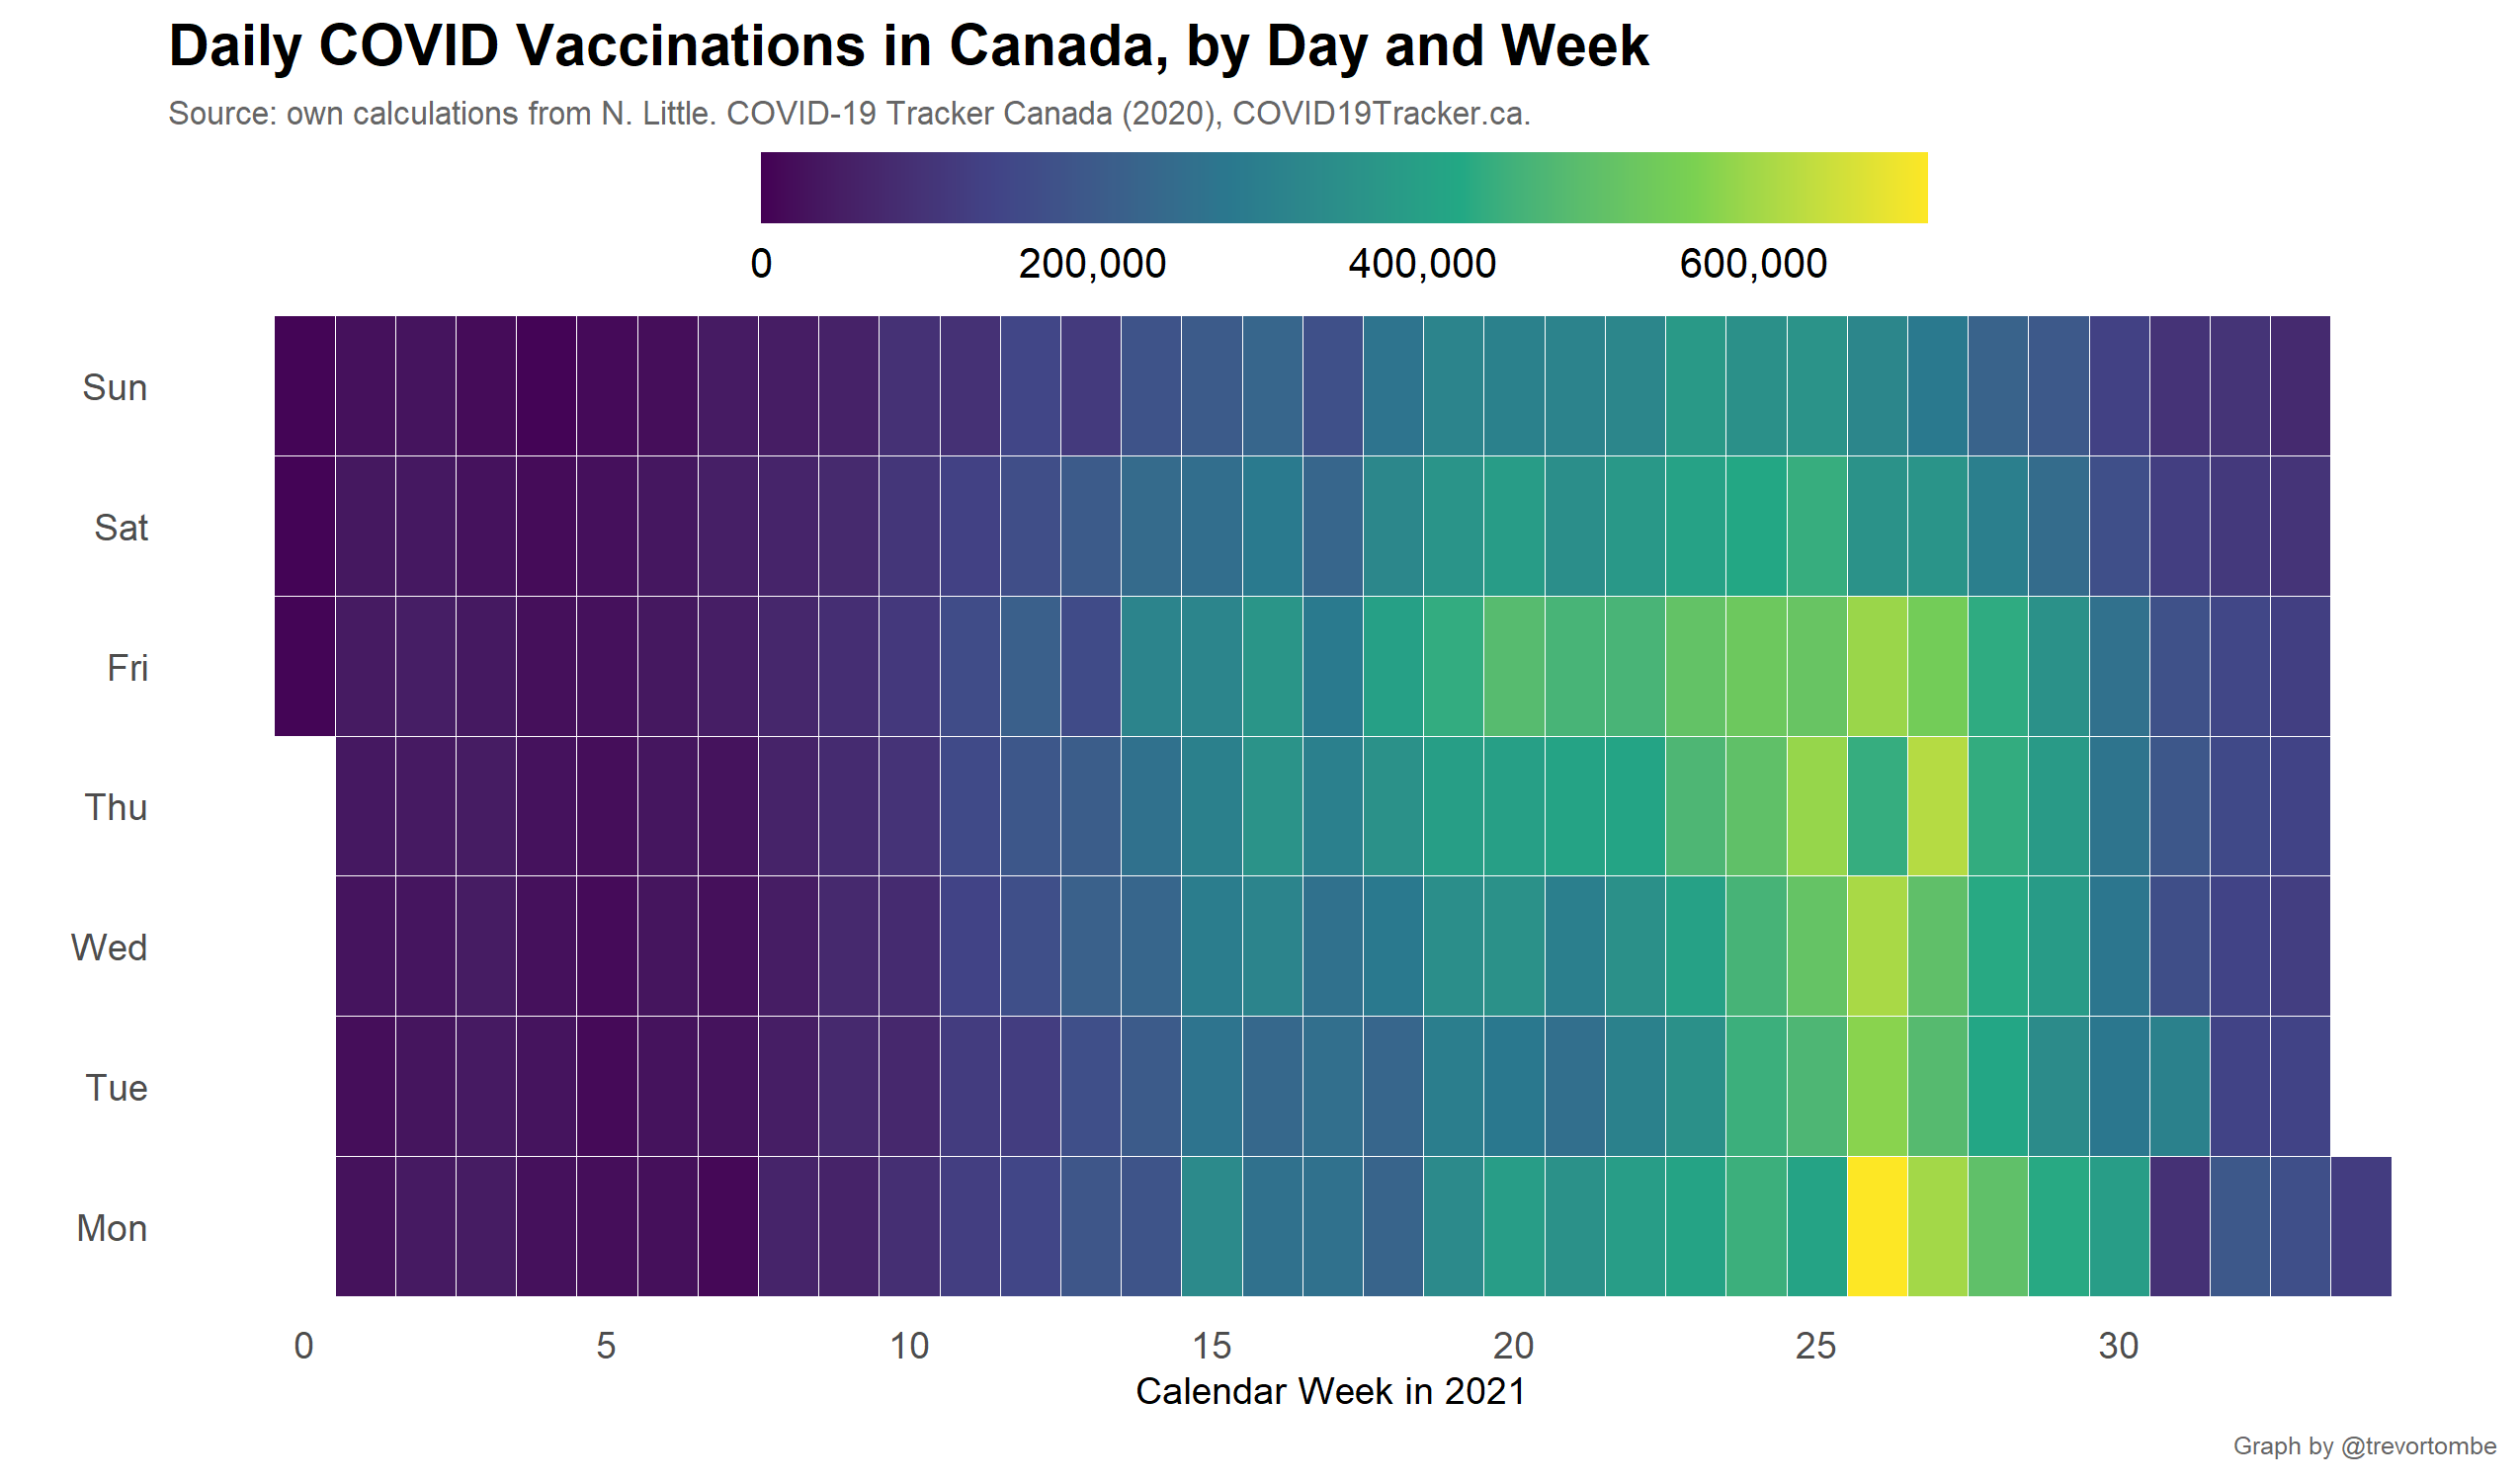 Daily COVID Vaccinations in Canada, by Day and Week
Source: own calculations from N. Little. COVID-19 Tracker Canada (2020), COVID19Tracker.ca.
0 200,000 400,000 600,000
Sun
Sat
Fri
Thu
Wed
Tue
Mon
0 5 10 15 20 25 30
Calendar Week in 2021
Graph by @trevortombe